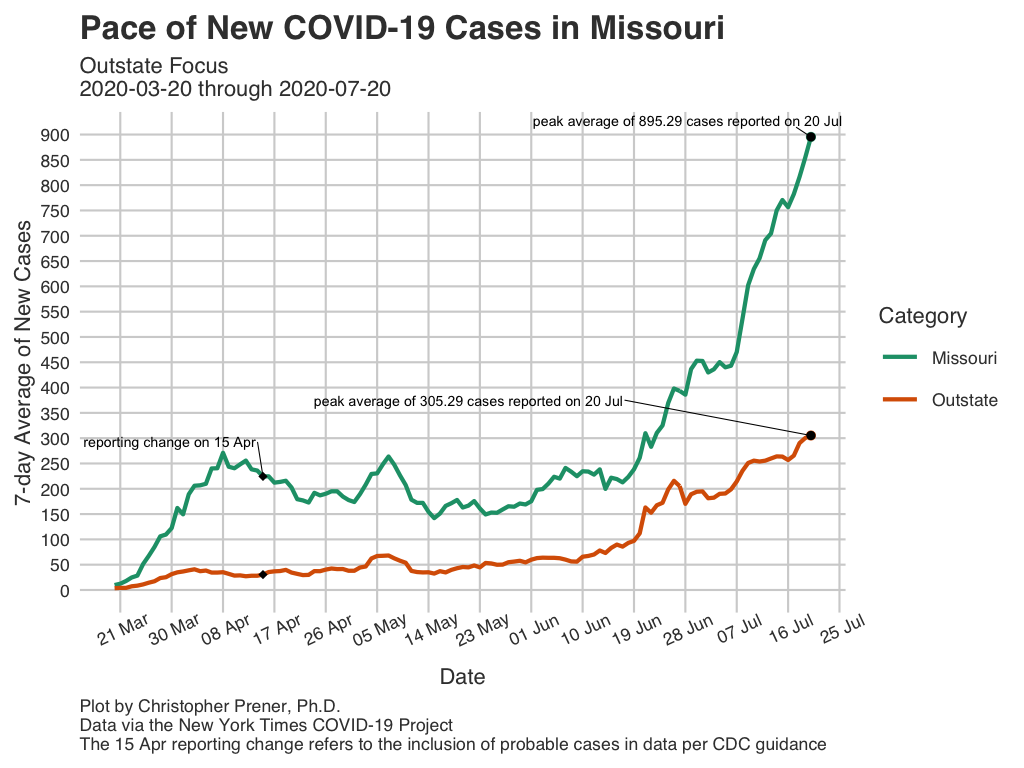 Pace of New COVID-19 Cases in Missouri
Outstate Focus
2020-03-20 through 2020-07-20
peak average of 895.29 cases reported on 20 Jul
peak average of 305.29 cases reported on 20 Jul
reporting change on 15 Apr
7-day Average of New Cases
900
850
800
750
700
650
600
550
500
450
400
350
300
250
200
150
100
50
0
21 Mar
30 Mar
08 Apr
17 Apr
26 Apr
05 May
14 May
23 May
01 Jun
10 Jun
19 Jun
28 Jun
07 Jul
16 Jul
25 Jul
Date
Category
Missouri
Outstate
Plot by Christopher Prener, Ph.D.
Data via the New York Times COVID-19 Project
The 15 Apr reporting change refers to the inclusion of probable cases in data per CDC guidance